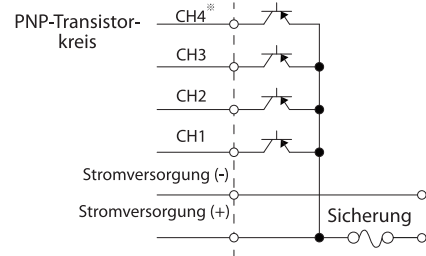 PNP-Transistor-
kreis
CH4※
CH3
CH2
CH1
Stromversorgung (-)
Stromversorgung (+)
Sicherung